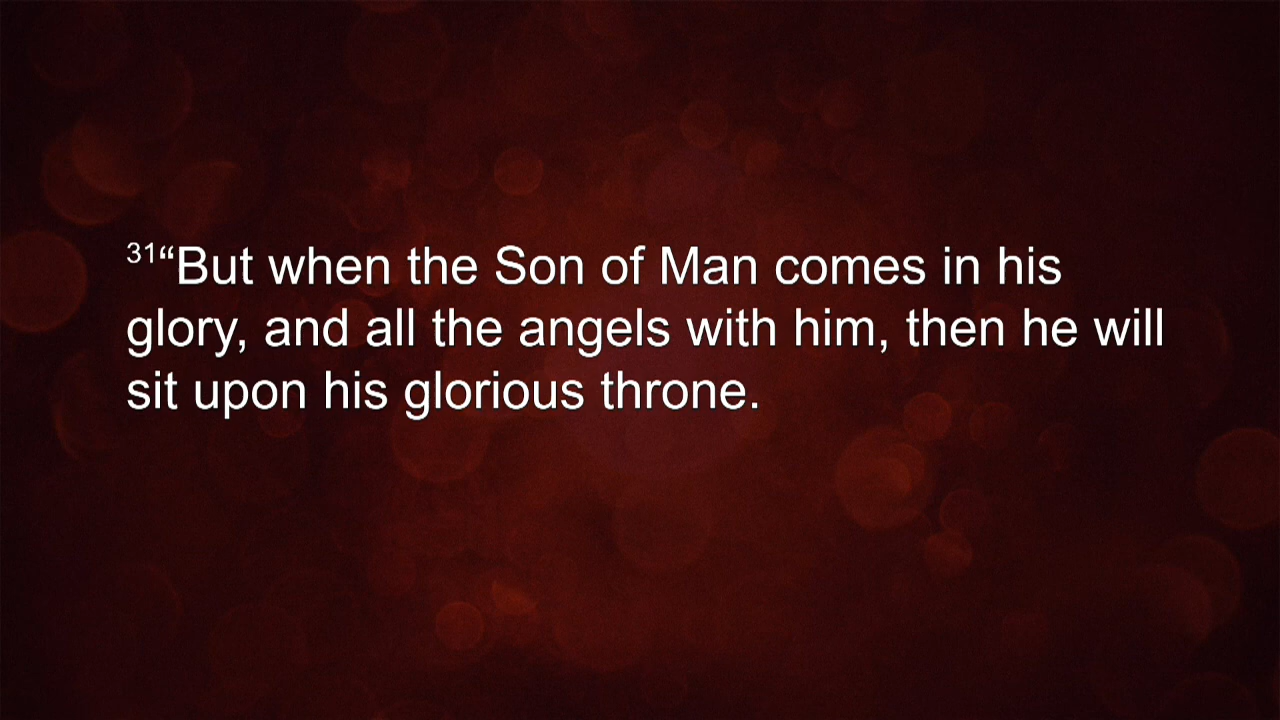 31“But when the Son of Man comes in his
glory, and all the angels with him, then he will
sit upon his glorious throne.